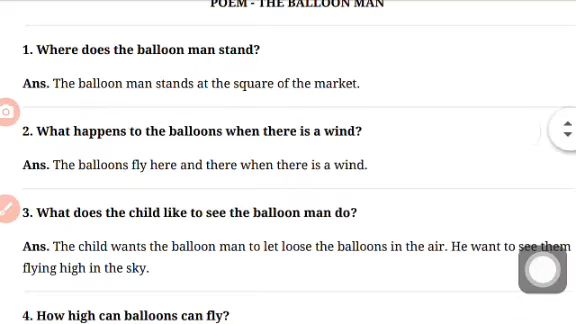 POEM - THE BALLOON MAN
1. Where does the balloon man stand?
Ans. The balloon man stands at the square of the market.
2. What happens to the balloons when there is a wind?
Ans. The balloons fly here and there when there is a wind.
3. What does the child like to see the balloon man do?
Ans. The child wants the balloon man to let loose the balloons in the air. He want to see them
flying high in the sky.
4. How high can balloons can fly?